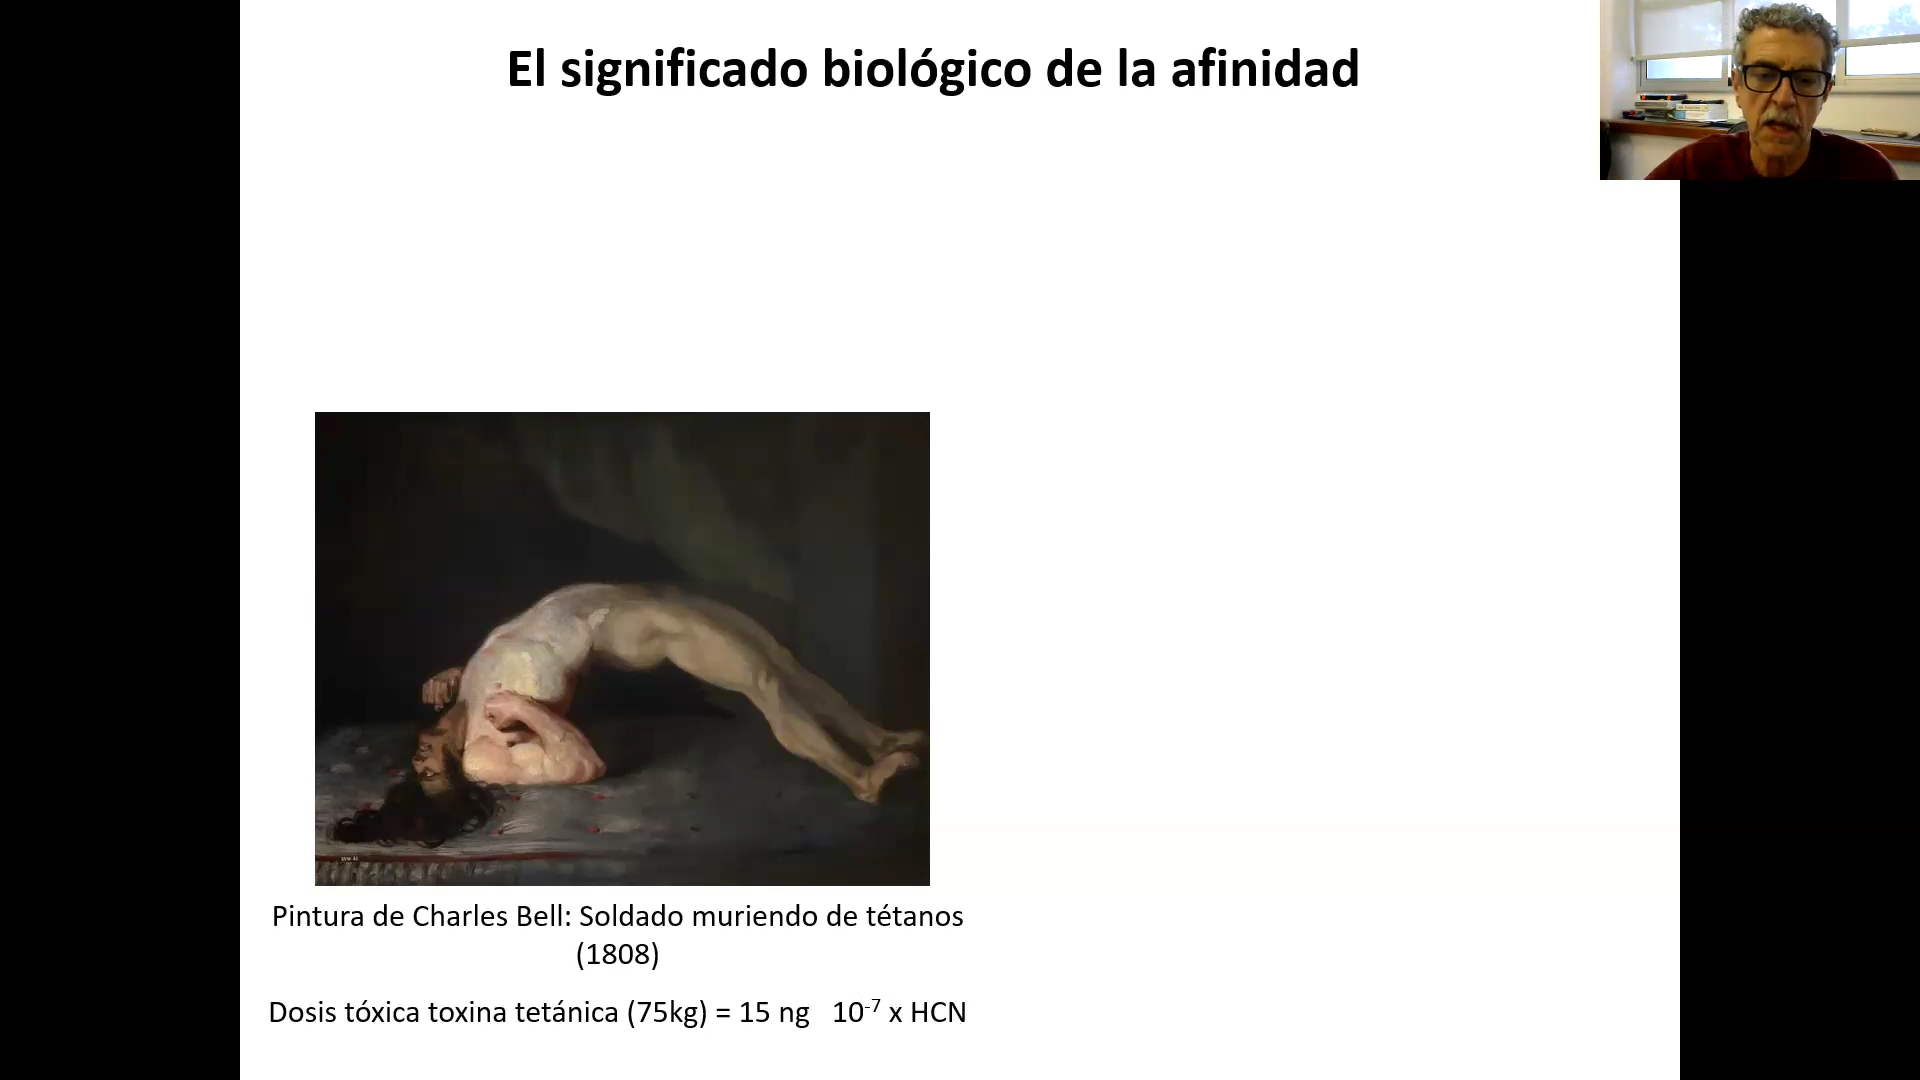 El significado biológico de la afinidad
Pintura de Charles Bell: Soldado muriendo de tétanos
(1808)
Dosis tóxica toxina tetánica (75kg) = 15 ng   10⁻⁷ x HCN